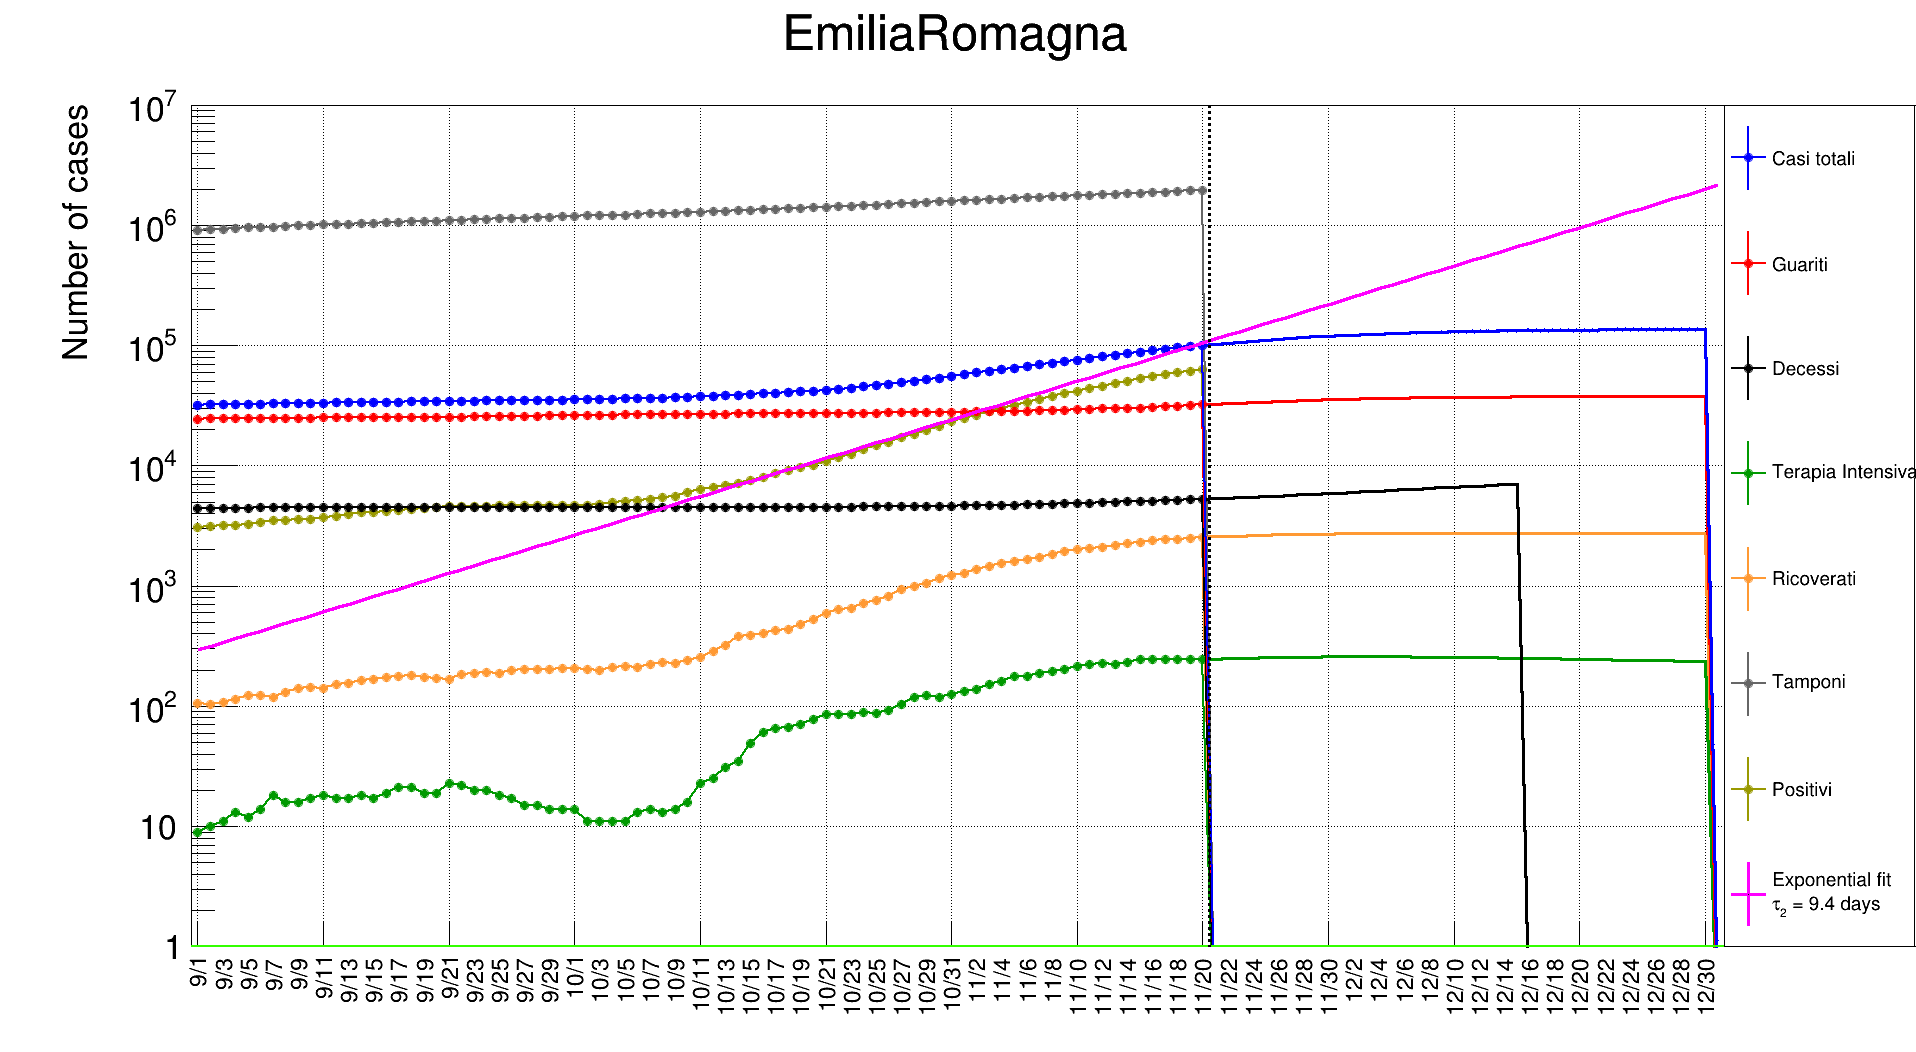 EmiliaRomagna
Number of cases
10^7
10^6
10^5
10^4
10^3
10^2
10
1
9/1 9/3 9/5 9/7 9/9 9/11 9/13 9/15 9/17 9/19 9/21 9/23 9/25 9/27 9/29 10/1 10/3 10/5 10/7 10/9 10/11 10/13 10/15 10/17 10/19 10/21 10/23 10/25 10/27 10/29 10/31 11/2 11/4 11/6 11/8 11/10 11/12 11/14 11/16 11/18 11/20 11/22 11/24 11/26 11/28 11/30 12/2 12/4 12/6 12/8 12/10 12/12 12/14 12/16 12/18 12/20 12/22 12/24 12/26 12/28 12/30
Casi totali
Guariti
Decessi
Terapia Intensiva
Ricoverati
Tamponi
Positivi
Exponential fit
τ₂ = 9.4 days